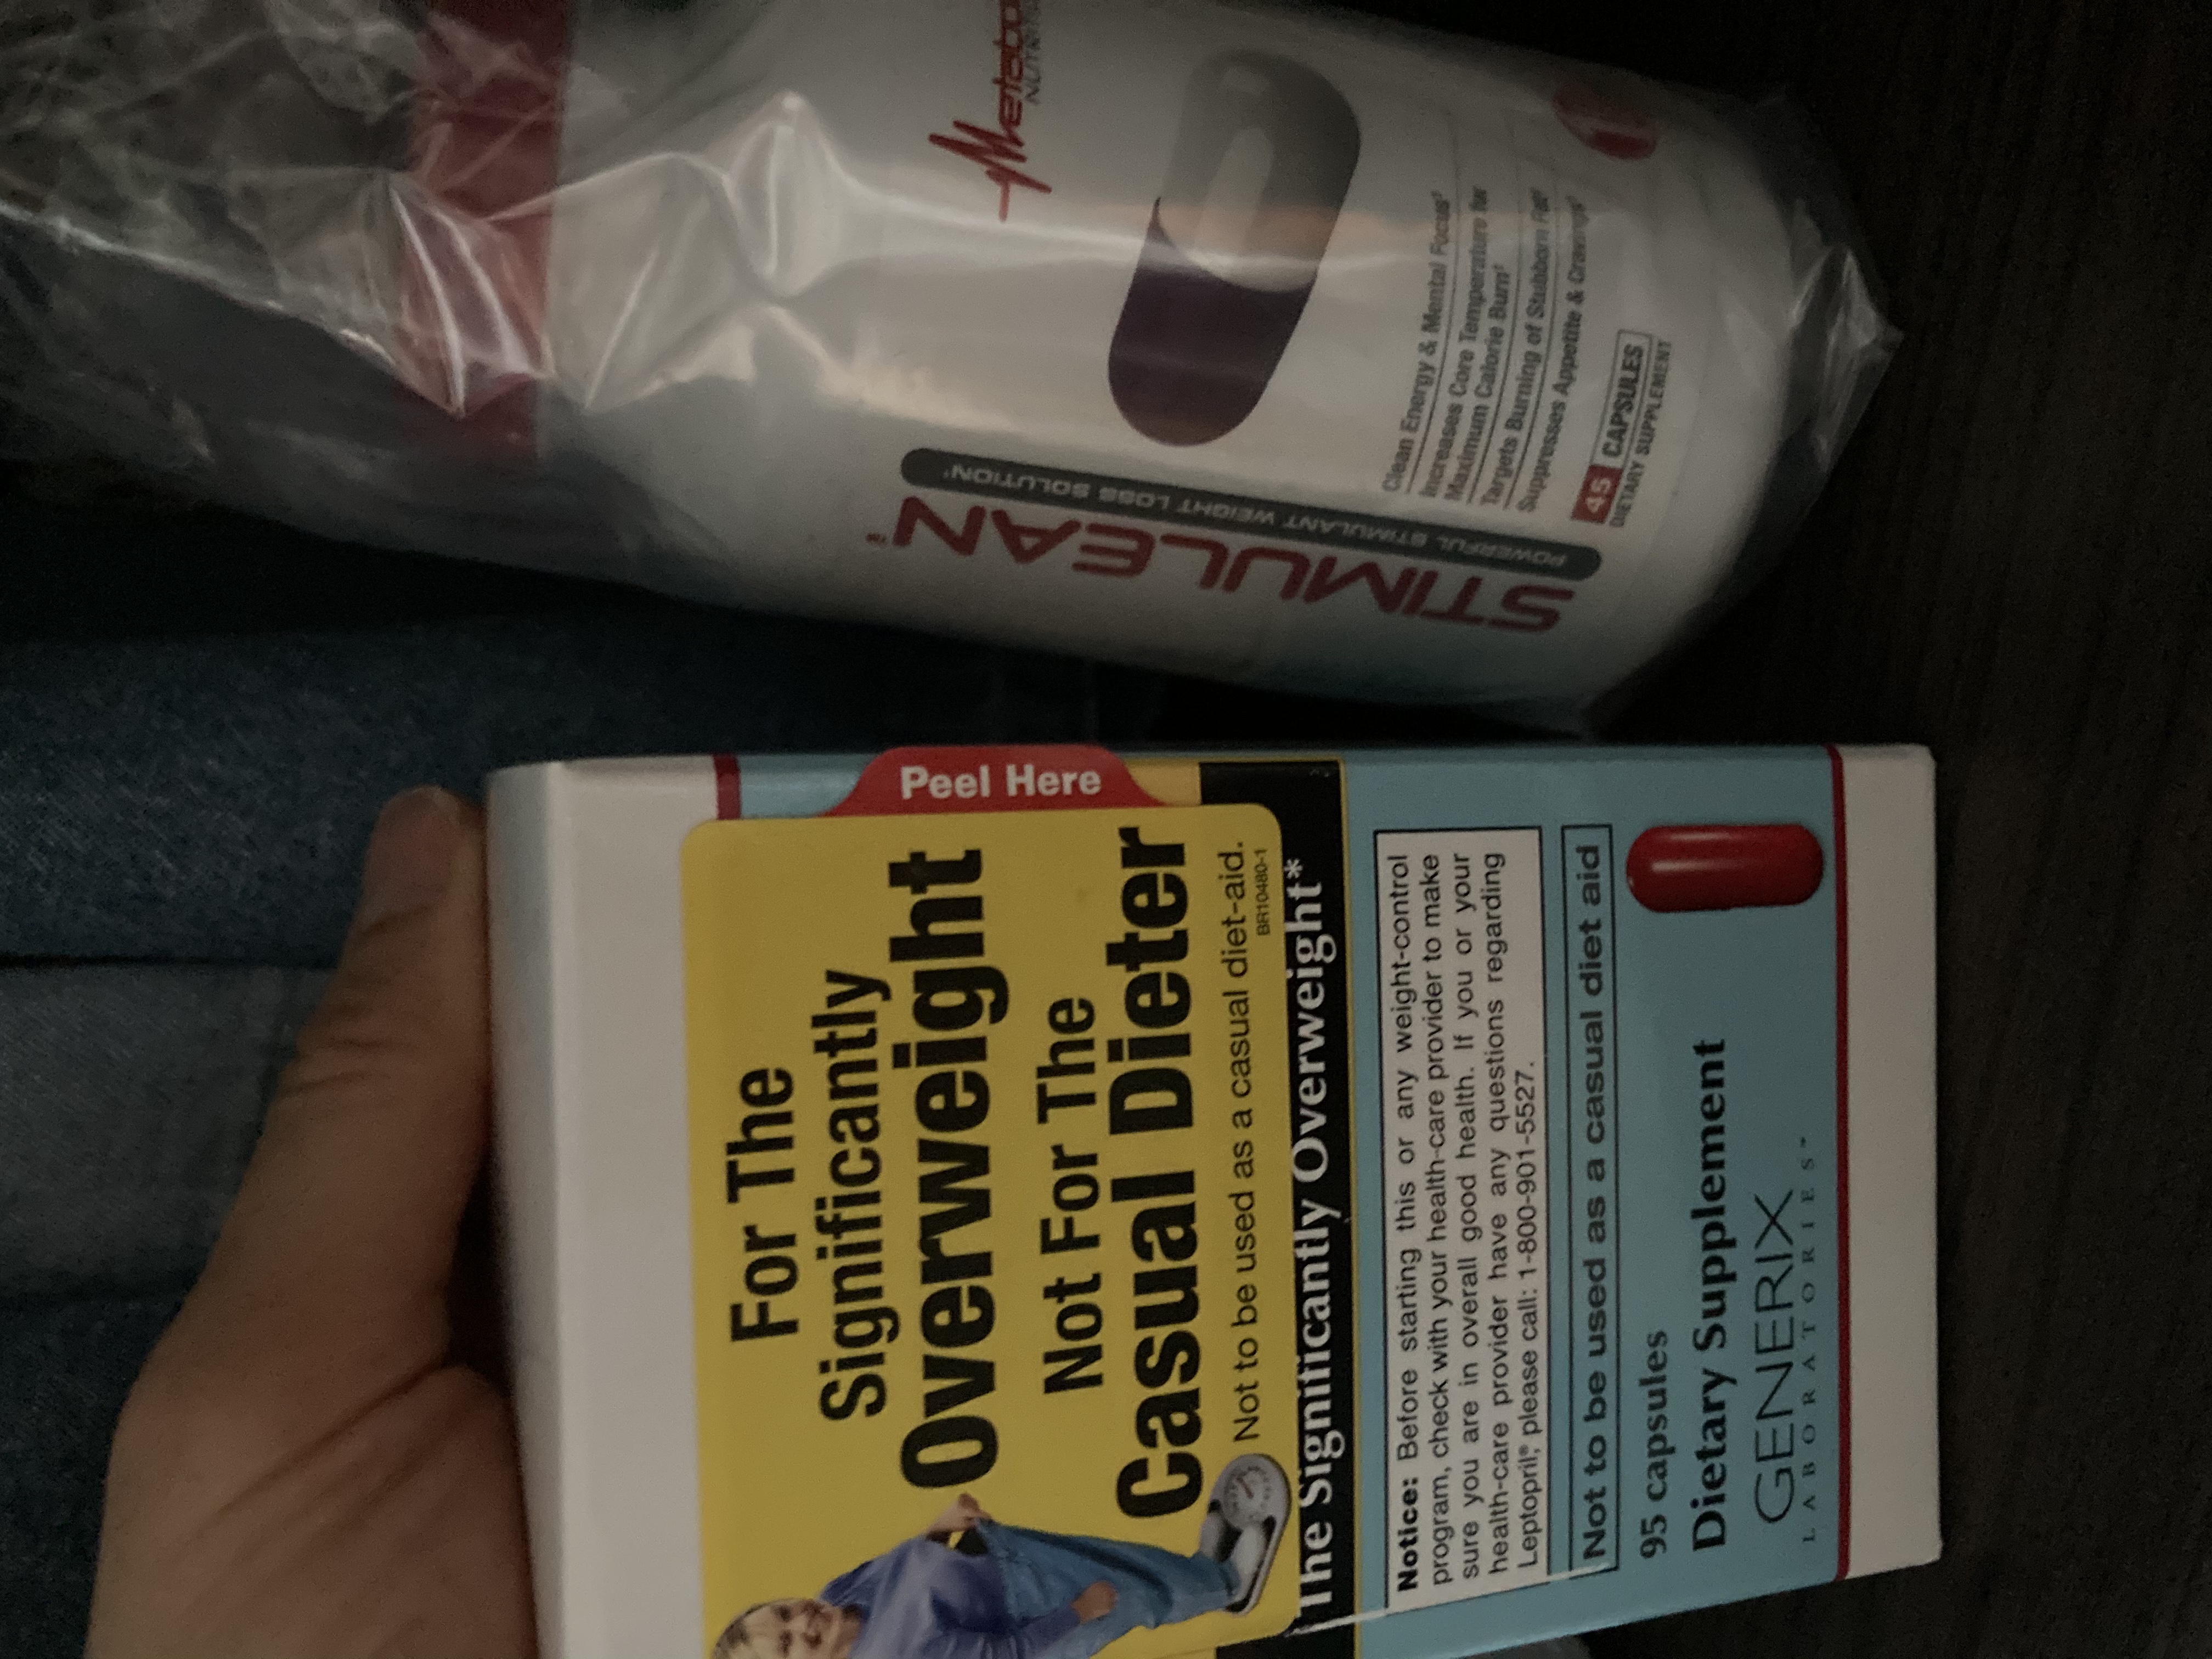 Metabo
NUTRI
STIMULEAN™
POWERFUL STIMULANT WEIGHT LOSS SOLUTION†
Clean Energy & Mental Focus†
Increases Core Temperature for
Maximum Calorie Burn†
Targets Burning of Stubborn Fat†
Suppresses Appetite & Cravings†
45 CAPSULES
DIETARY SUPPLEMENT
Peel Here
For The
Significantly
Overweight
Not For The
Casual Dieter
Not to be used as a casual diet-aid.
BR10480-1
The Significantly Overweight*
Notice: Before starting this or any weight-control
program, check with your health-care provider to make
sure you are in overall good health. If you or your
health-care provider have any questions regarding
Leptopril®, please call: 1-800-901-5527.
Not to be used as a casual diet aid
95 capsules
Dietary Supplement
GENERIX
LABORATORIES™